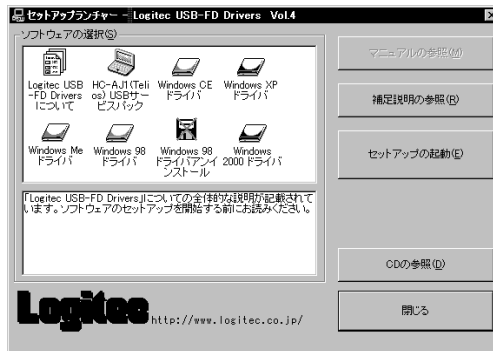 セットアップランチャー - Logitec USB-FD Drivers Vol.4
ソフトウェアの選択(S)
Logitec USB
-FD Drivers
について
HC-AJ1(Teli
os) USBサー
ビスパック
Windows CE
ドライバ
Windows XP
ドライバ
Windows Me
ドライバ
Windows 98
ドライバ
Windows 98
ドライバアンイ
ンストール
Windows
2000 ドライバ
「Logitec USB-FD Drivers」についての全体的な説明が記載されて
います。ソフトウェアのセットアップを開始する前にお読みください。
マニュアルの参照(M)
補足説明の参照(R)
セットアップの起動(E)
CDの参照(D)
閉じる
Logitec
http://www.logitec.co.jp/